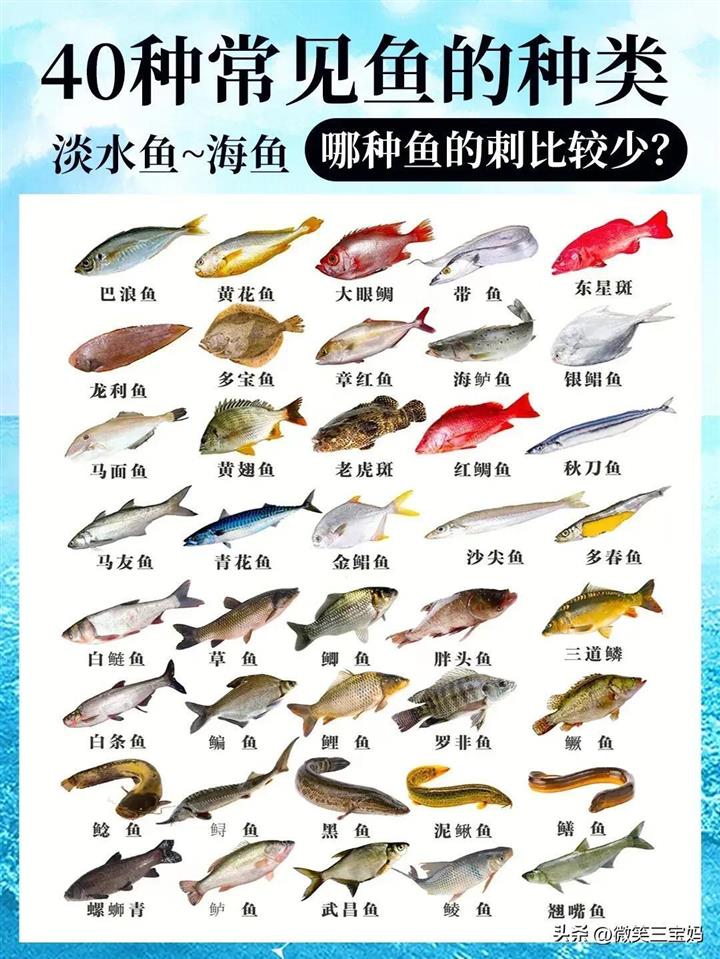 40种常见鱼的种类
淡水鱼~海鱼 哪种鱼的刺比较少?
巴浪鱼 黄花鱼 大眼鲷 带 鱼 东星斑
龙利鱼 多宝鱼 章红鱼 海鲈鱼 银鲳鱼
马面鱼 黄翅鱼 老虎斑 红鲷鱼 秋刀鱼
马友鱼 青花鱼 金鲳鱼 沙尖鱼 多春鱼
白鲢鱼 草 鱼 鲫 鱼 胖头鱼 三道鳞
白条鱼 鳊 鱼 鲤 鱼 罗非鱼 鳜 鱼
鲶 鱼 鲟 鱼 黑 鱼 泥鳅鱼 鳝 鱼
螺蛳青 鲈 鱼 武昌鱼 鲮 鱼 翘嘴鱼
头条 @微笑三宝妈